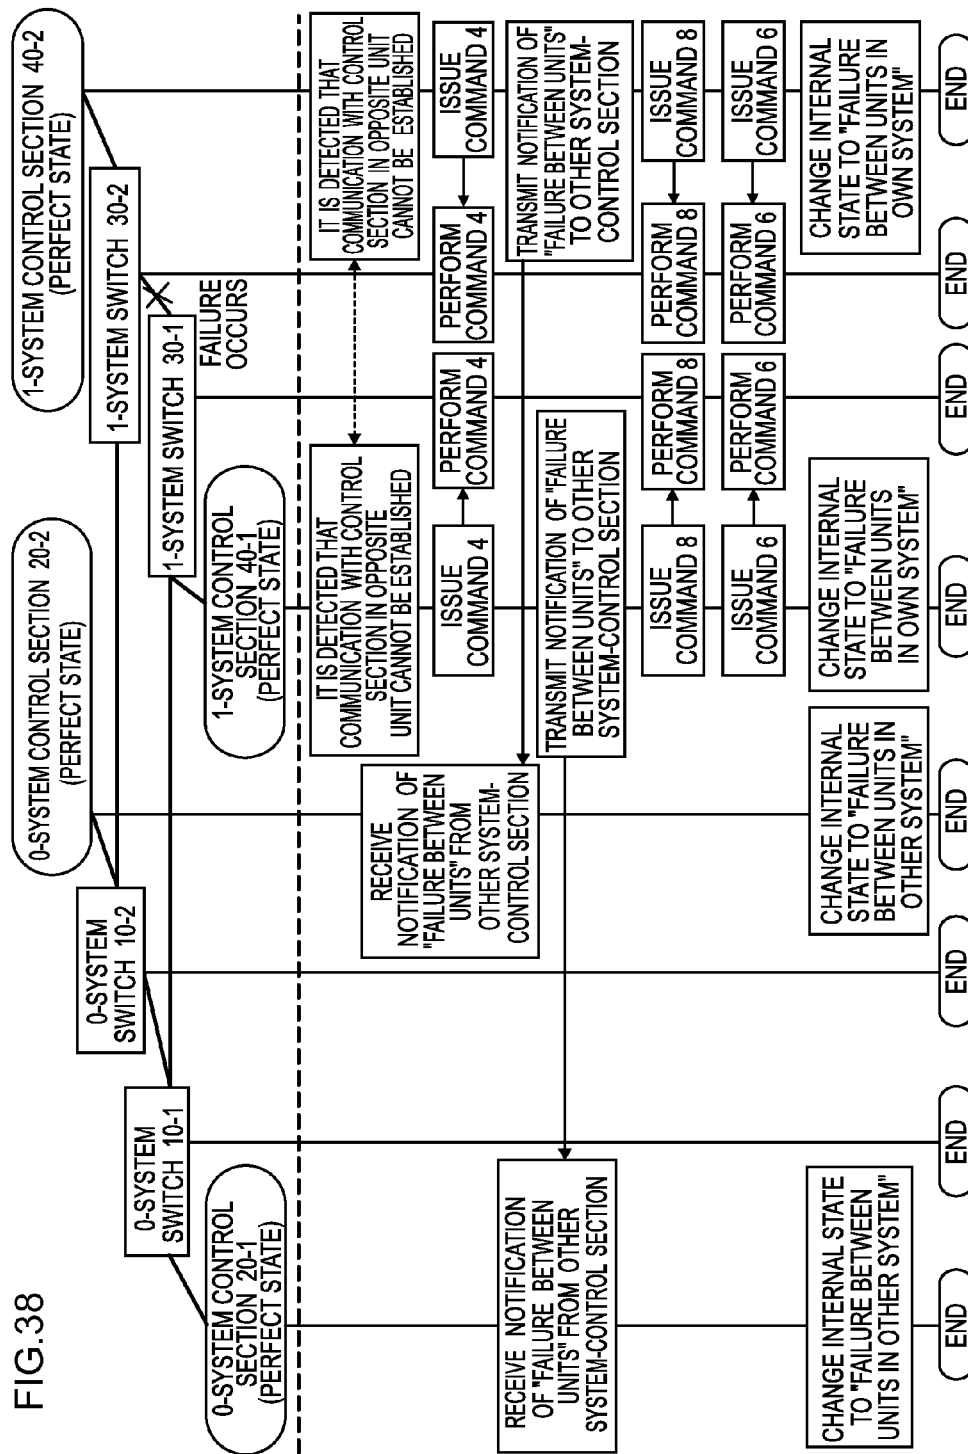 FIG.38
0-SYSTEM CONTROL
SECTION 20-1
(PERFECT STATE)
0-SYSTEM
SWITCH 10-1
0-SYSTEM
SWITCH 10-2
0-SYSTEM CONTROL SECTION 20-2
(PERFECT STATE)
1-SYSTEM CONTROL
SECTION 40-1
(PERFECT STATE)
1-SYSTEM SWITCH 30-1
FAILURE
OCCURS
1-SYSTEM SWITCH 30-2
1-SYSTEM CONTROL SECTION 40-2
(PERFECT STATE)
IT IS DETECTED THAT
COMMUNICATION WITH CONTROL
SECTION IN OPPOSITE
UNIT CANNOT BE ESTABLISHED
IT IS DETECTED THAT
COMMUNICATION WITH CONTROL
SECTION IN OPPOSITE UNIT
CANNOT BE ESTABLISHED
ISSUE
COMMAND 4
PERFORM
COMMAND 4
PERFORM
COMMAND 4
ISSUE
COMMAND 4
RECEIVE
NOTIFICATION OF
"FAILURE BETWEEN
UNITS" FROM
OTHER SYSTEM-
CONTROL SECTION
TRANSMIT NOTIFICATION OF
"FAILURE BETWEEN UNITS"
TO OTHER SYSTEM-
CONTROL SECTION
RECEIVE NOTIFICATION
OF "FAILURE BETWEEN
UNITS" FROM OTHER
SYSTEM-CONTROL SECTION
TRANSMIT NOTIFICATION OF "FAILURE
BETWEEN UNITS" TO OTHER
SYSTEM-CONTROL SECTION
ISSUE
COMMAND 8
PERFORM
COMMAND 8
PERFORM
COMMAND 8
ISSUE
COMMAND 8
ISSUE
COMMAND 6
PERFORM
COMMAND 6
PERFORM
COMMAND 6
ISSUE
COMMAND 6
CHANGE INTERNAL STATE
TO "FAILURE BETWEEN
UNITS IN OTHER SYSTEM"
CHANGE INTERNAL
STATE TO "FAILURE
BETWEEN UNITS IN
OTHER SYSTEM"
CHANGE INTERNAL
STATE TO "FAILURE
BETWEEN UNITS
IN OWN SYSTEM"
CHANGE INTERNAL
STATE TO "FAILURE
BETWEEN UNITS IN
OWN SYSTEM"
END
END
END
END
END
END
END
END